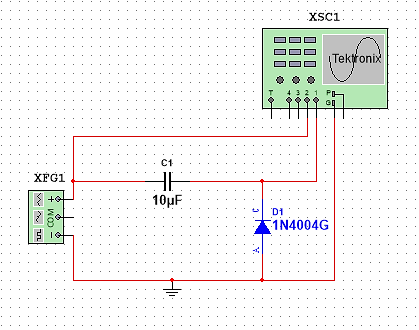 XSC1
Tektronix
T 4 3 2 1 P
G
XFG1
C1
+
COM
10µF
D1
C
1N4004G
A